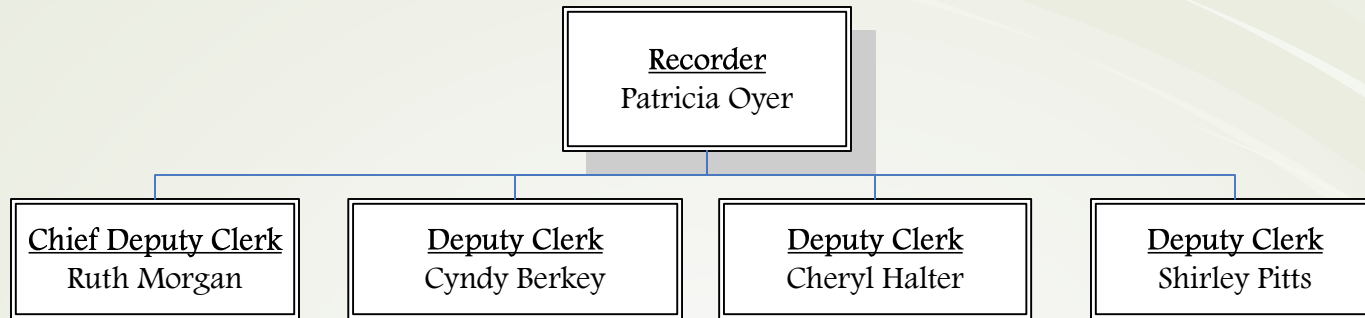 Recorder
Patricia Oyer
Chief Deputy Clerk
Ruth Morgan
Deputy Clerk
Cyndy Berkey
Deputy Clerk
Cheryl Halter
Deputy Clerk
Shirley Pitts